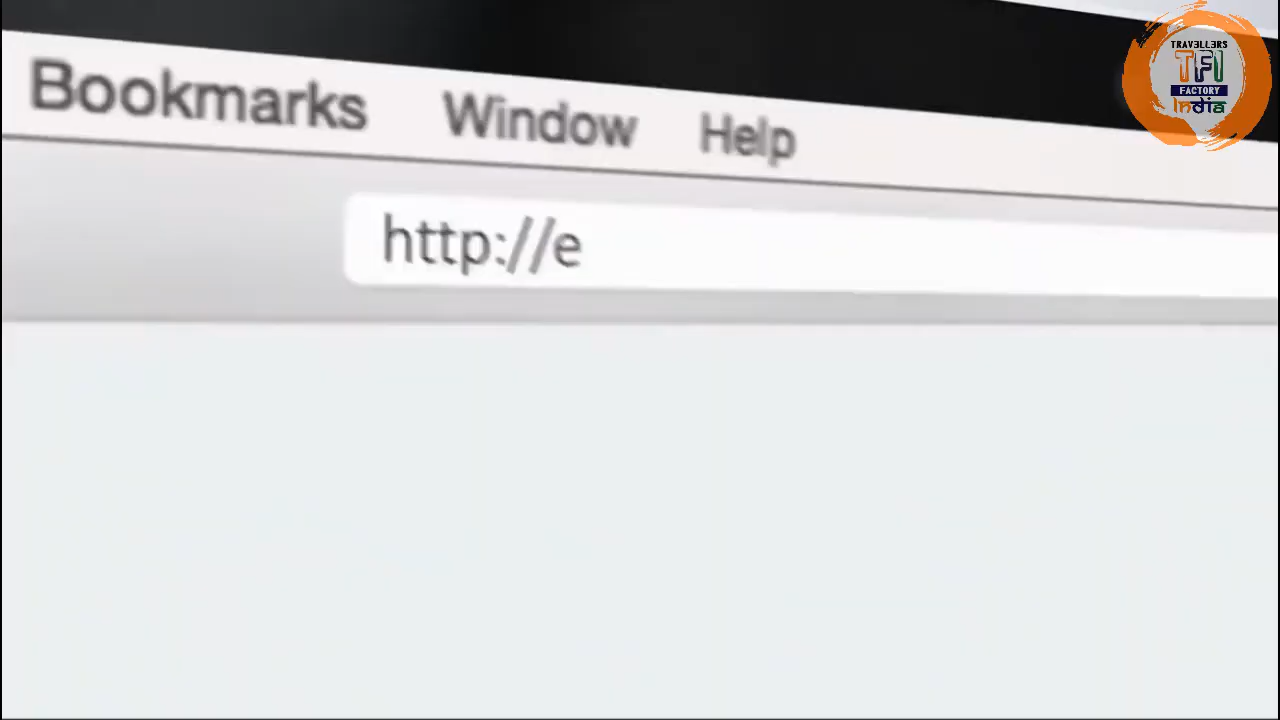 Bookmarks Window Help
http://e
TRAVELLERS
TFI
FACTORY
India